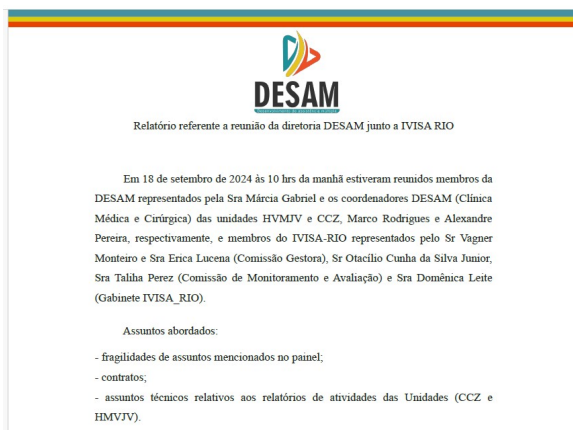 DESAM
Relatório referente a reunião da diretoria DESAM junto a IVISA RIO
Em 18 de setembro de 2024 às 10 hrs da manhã estiveram reunidos membros da
DESAM representados pela Sra Márcia Gabriel e os coordenadores DESAM (Clínica
Médica e Cirúrgica) das unidades HVMJV e CCZ, Marco Rodrigues e Alexandre
Pereira, respectivamente, e membros do IVISA-RIO representados pelo Sr Vagner
Monteiro e Sra Erica Lucena (Comissão Gestora), Sr Otacílio Cunha da Silva Junior,
Sra Taliha Perez (Comissão de Monitoramento e Avaliação) e Sra Domênica Leite
(Gabinete IVISA_RIO).
Assuntos abordados:
- fragilidades de assuntos mencionados no painel;
- contratos;
- assuntos técnicos relativos aos relatórios de atividades das Unidades (CCZ e
HMVJV).